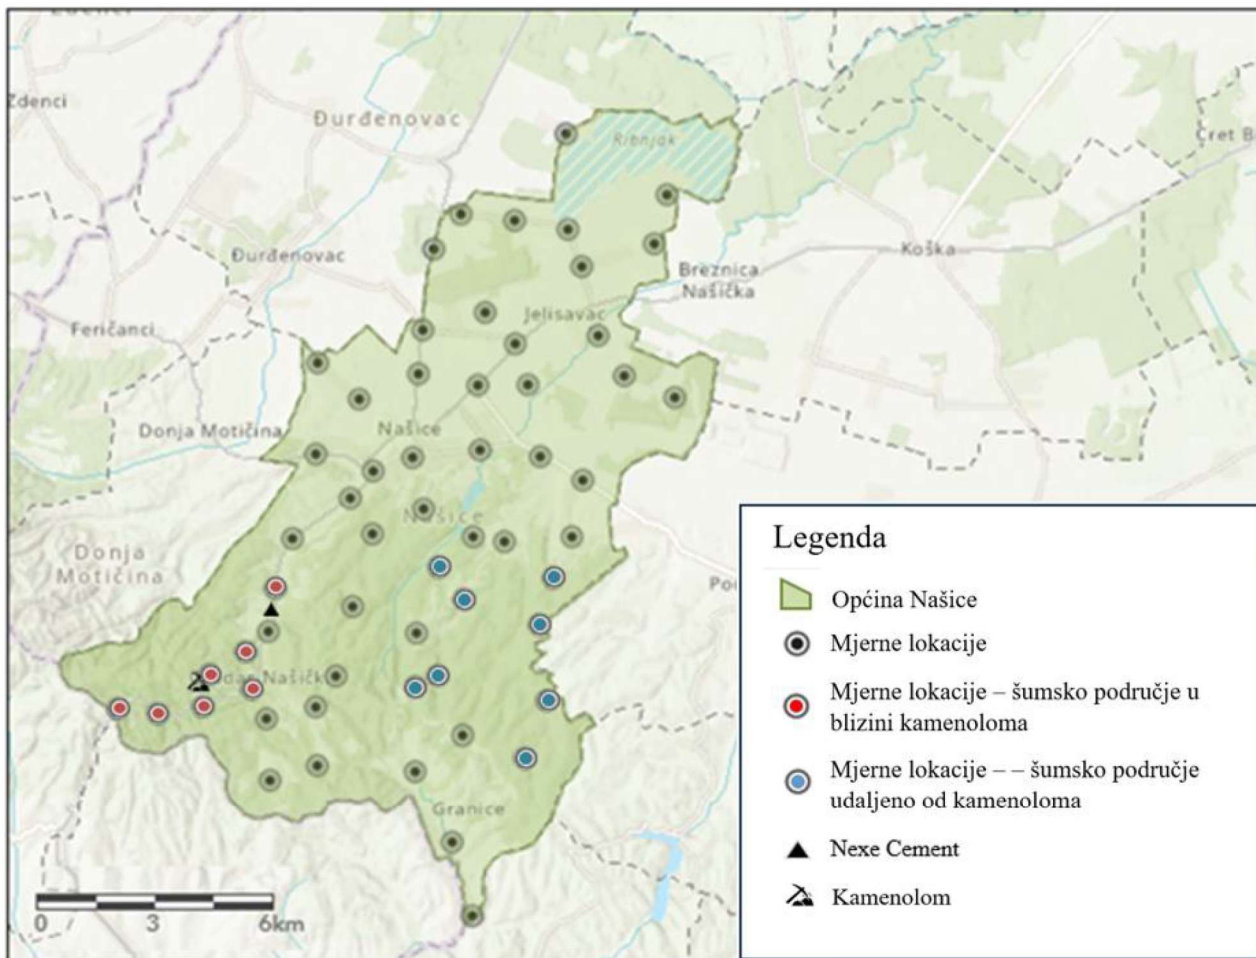 Zdenci
Zdenci
Đurđenovac
Ribnjak
Cret B
Đurđenovac
Koška
Breznica
Našička
Feričanci
Jelisavac
Donja Motičina
Našice
Našice
Donja
Motičina
Granice
0 3 6km
Legenda
Općina Našice
Mjerne lokacije
Mjerne lokacije – šumsko područje u
blizini kamenoloma
Mjerne lokacije – – šumsko područje
udaljeno od kamenoloma
Nexe Cement
Kamenolom